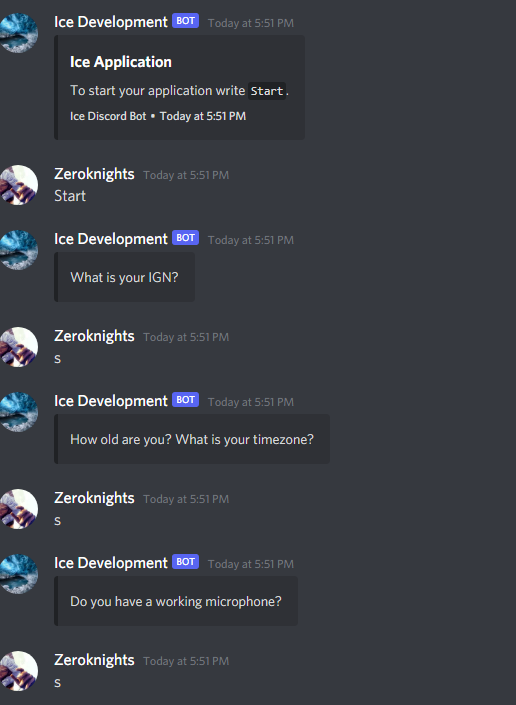 Ice Development BOT Today at 5:51 PM
Ice Application
To start your application write Start.
Ice Discord Bot • Today at 5:51 PM
Zeroknights Today at 5:51 PM
Start
Ice Development BOT Today at 5:51 PM
What is your IGN?
Zeroknights Today at 5:51 PM
s
Ice Development BOT Today at 5:51 PM
How old are you? What is your timezone?
Zeroknights Today at 5:51 PM
s
Ice Development BOT Today at 5:51 PM
Do you have a working microphone?
Zeroknights Today at 5:51 PM
s